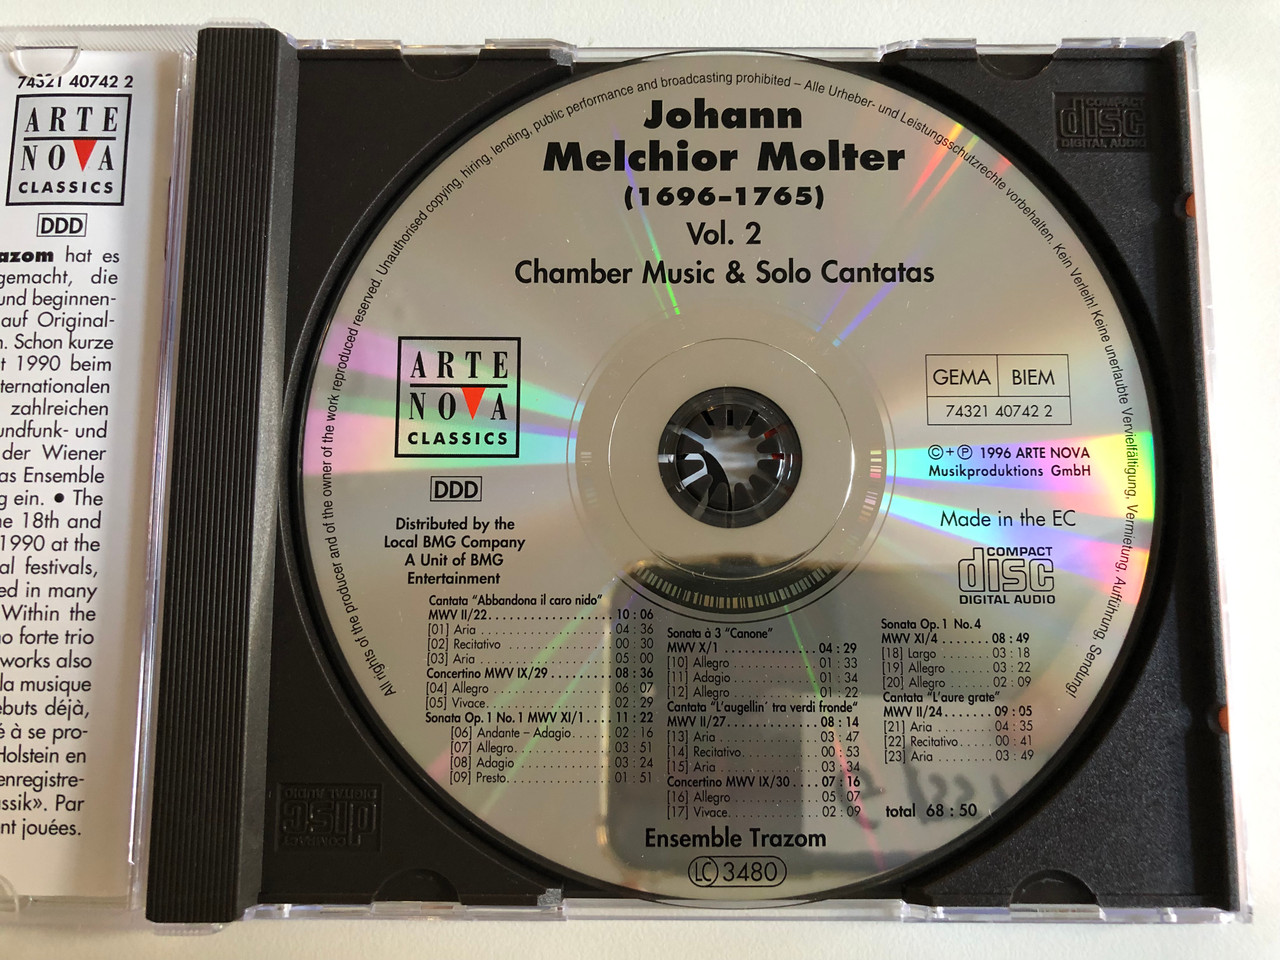 74321 40742 2
ARTE
NOVA
CLASSICS
DDD
azom hat es
gemacht, die
und beginnen-
auf Original-
n. Schon kurze
t 1990 beim
ternationalen
zahlreichen
undfunk- und
der Wiener
as Ensemble
g ein. ● The
ne 18th and
1990 at the
al festivals,
ed in many
Within the
no forte trio
works also
la musique
ébuts déjà,
é à se pro-
Holstein en
enregistre-
assik». Par
nt jouées.
All rights of the producer and of the owner of the work reproduced reserved. Unauthorised copying, hiring, lending, public performance and broadcasting prohibited – Alle Urheber- und Leistungsschutzrechte vorbehalten. Kein Verleih! Keine unerlaubte Vervielfältigung, Vermietung, Aufführung, Sendung!
Johann
Melchior Molter
(1696-1765)
Vol. 2
Chamber Music & Solo Cantatas
ARTE
NOVA
CLASSICS
DDD
Distributed by the
Local BMG Company
A Unit of BMG
Entertainment
GEMA BIEM
74321 40742 2
©+℗ 1996 ARTE NOVA
Musikproduktions GmbH
Made in the EC
COMPACT
disc
DIGITAL AUDIO
Cantata "Abbandona il caro nido"
MWV II/22 10 : 06
[01] Aria 04 : 36
[02] Recitativo 00 : 30
[03] Aria 05 : 00
Concertino MWV IX/29 08 : 36
[04] Allegro 06 : 07
[05] Vivace 02 : 29
Sonata Op. 1 No. 1 MWV XI/1 11 : 22
[06] Andante – Adagio 02 : 16
[07] Allegro 03 : 51
[08] Adagio 03 : 24
[09] Presto 01 : 51
Sonata à 3 "Canone"
MWV X/1 04 : 29
[10] Allegro 01 : 33
[11] Adagio 01 : 34
[12] Allegro 01 : 22
Cantata "L'augellin' tra verdi fronde"
MWV II/27 08 : 14
[13] Aria 03 : 47
[14] Recitativo 00 : 53
[15] Aria 03 : 34
Concertino MWV IX/30 07 : 16
[16] Allegro 05 : 07
[17] Vivace 02 : 09
Sonata Op. 1 No. 4
MWV XI/4 08 : 49
[18] Largo 03 : 18
[19] Allegro 03 : 22
[20] Allegro 02 : 09
Cantata "L'aure grate"
MWV II/24 09 : 05
[21] Aria 04 : 35
[22] Recitativo 00 : 41
[23] Aria 03 : 49
total 68 : 50
Ensemble Trazom
LC 3480
COMPACT
disc
DIGITAL AUDIO
COMPACT
disc
DIGITAL AUDIO